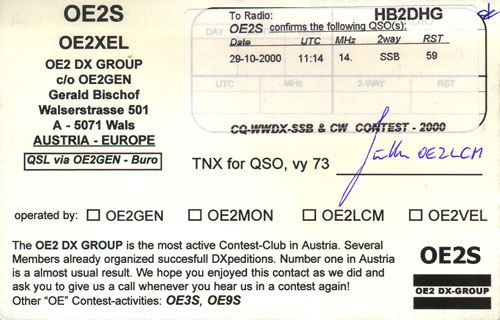 OE2S
OE2XEL
OE2 DX GROUP
c/o OE2GEN
Gerald Bischof
Walserstrasse 501
A - 5071 Wals
AUSTRIA - EUROPE
QSL via OE2GEN - Buro
To Radio: HB2DHG
OE2S confirms the following QSO(s):
Date UTC MHz 2way RST
29-10-2000 11:14 14. SSB 59
UTC MHz 2-WAY RST
CQ-WWDX-SSB & CW CONTEST - 2000
TNX for QSO, vy 73 OE2LCM
operated by: OE2GEN OE2MON OE2LCM OE2VEL
The OE2 DX GROUP is the most active Contest-Club in Austria. Several
Members already organized succesfull DXpeditions. Number one in Austria
is a almost usual result. We hope you enjoyed this contact as we did and
ask you to give us a call whenever you hear us in a contest again!
Other "OE" Contest-activities: OE3S, OE9S
OE2S
OE2 DX-GROUP